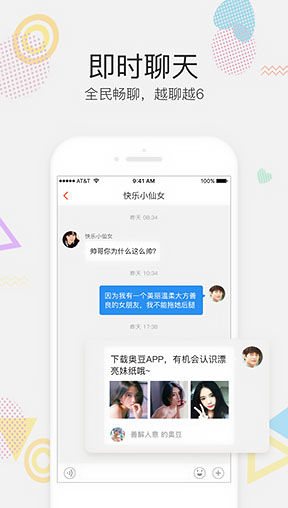 即时聊天
全民畅聊，越聊越6
AT&T
9:41 AM
100%
快乐小仙女
昨天 08:34
快乐小仙女
帅哥你为什么这么帅?
昨天 10:34
因为我有一个美丽温柔大方善
良的女朋友，我不能拖她后腿
昨天 17:38
下载奥豆APP，有机会认识漂
亮妹纸哦~
善解人意 的奥豆